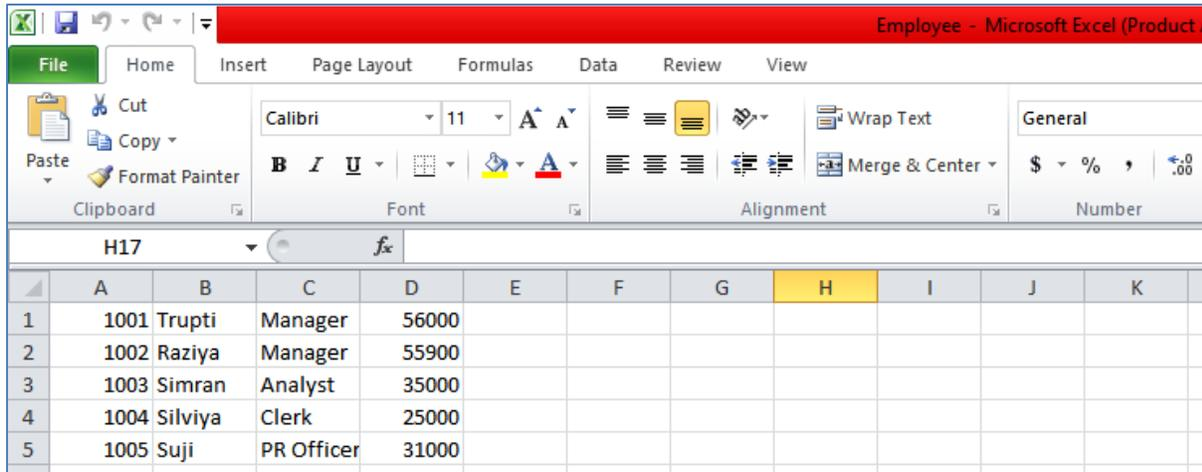 Employee - Microsoft Excel (Product
File Home Insert Page Layout Formulas Data Review View
Cut
Copy
Format Painter
Paste
Calibri 11 A A
B I U A
Wrap Text
Merge & Center
General
$ % , .00
Clipboard Font Alignment Number
H17 fx
A B C D E F G H I J K
1 1001 Trupti Manager 56000
2 1002 Raziya Manager 55900
3 1003 Simran Analyst 35000
4 1004 Silviya Clerk 25000
5 1005 Suji PR Officer 31000